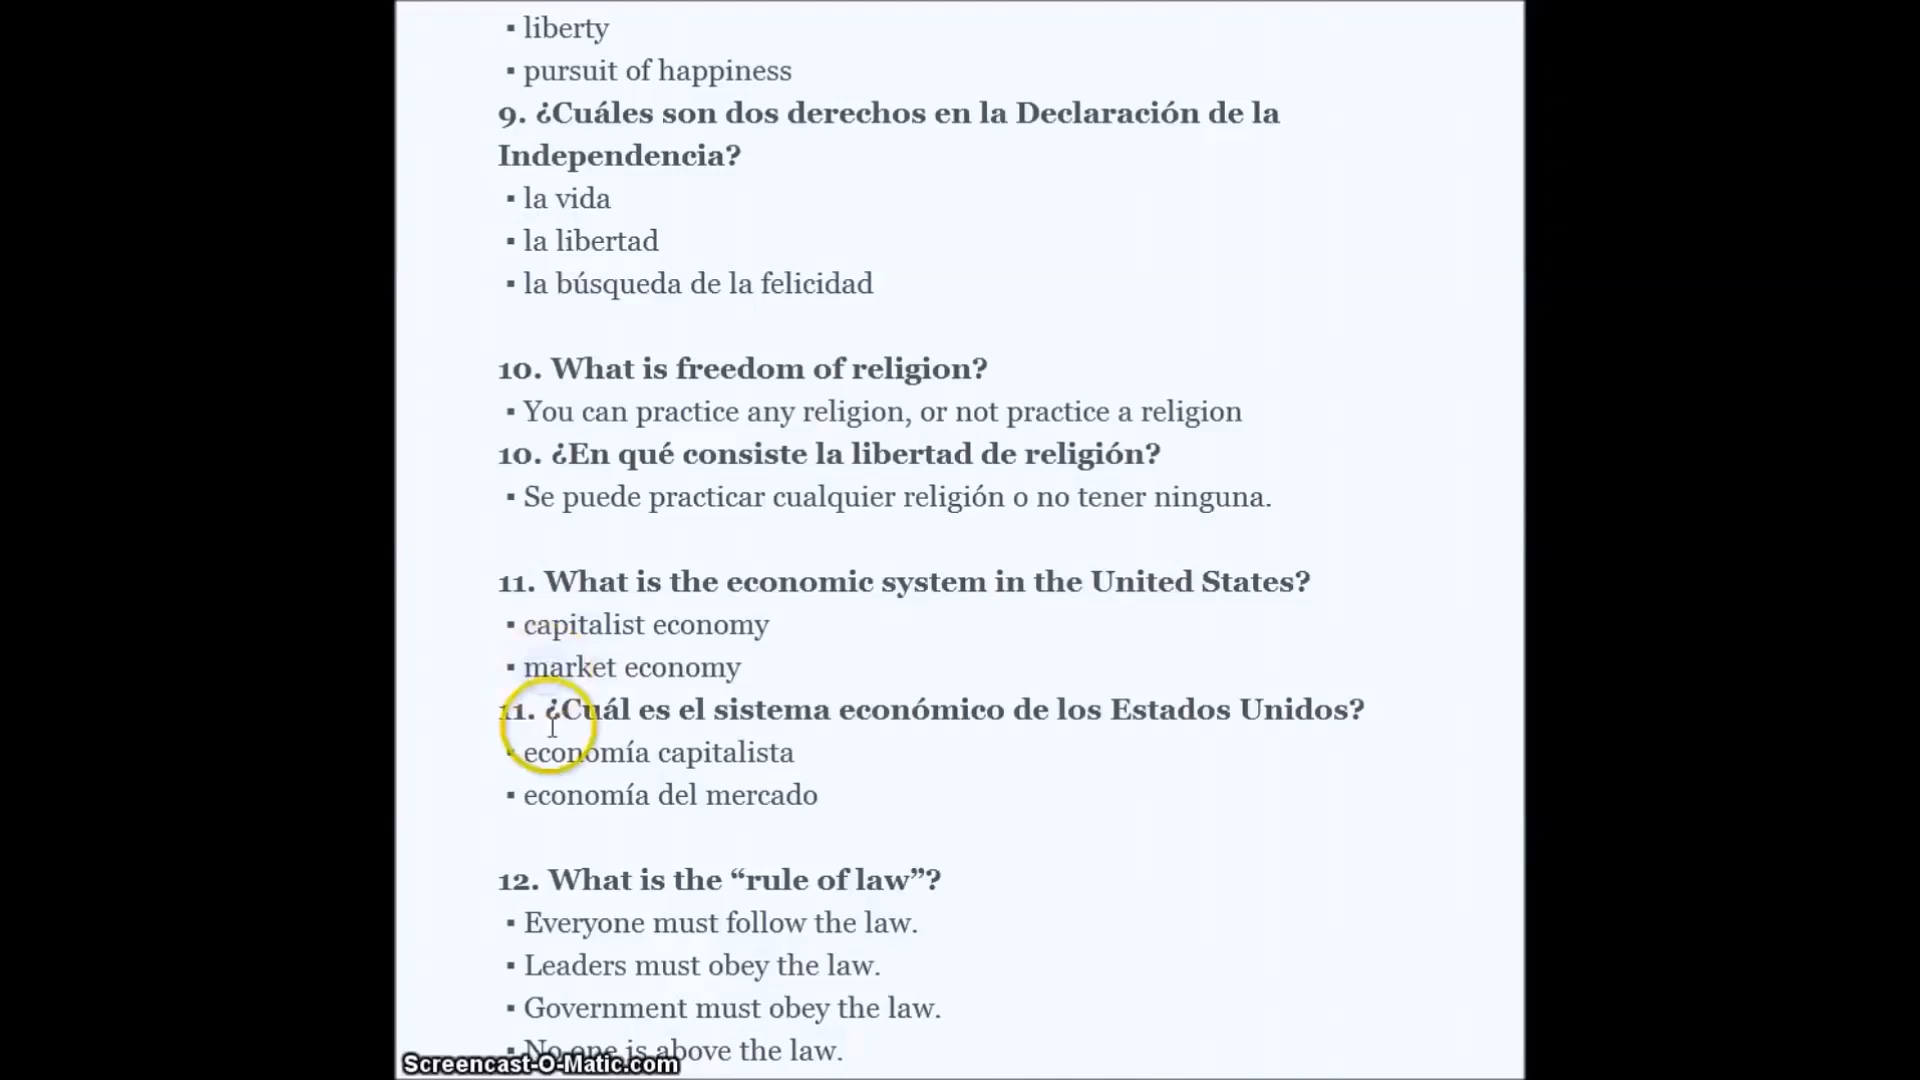 ▪ liberty
▪ pursuit of happiness
9. ¿Cuáles son dos derechos en la Declaración de la
Independencia?
▪ la vida
▪ la libertad
▪ la búsqueda de la felicidad
10. What is freedom of religion?
▪ You can practice any religion, or not practice a religion
10. ¿En qué consiste la libertad de religión?
▪ Se puede practicar cualquier religión o no tener ninguna.
11. What is the economic system in the United States?
▪ capitalist economy
▪ market economy
11. ¿Cuál es el sistema económico de los Estados Unidos?
▪ economía capitalista
▪ economía del mercado
12. What is the “rule of law”?
▪ Everyone must follow the law.
▪ Leaders must obey the law.
▪ Government must obey the law.
▪ No one is above the law.
Screencast-O-Matic.com